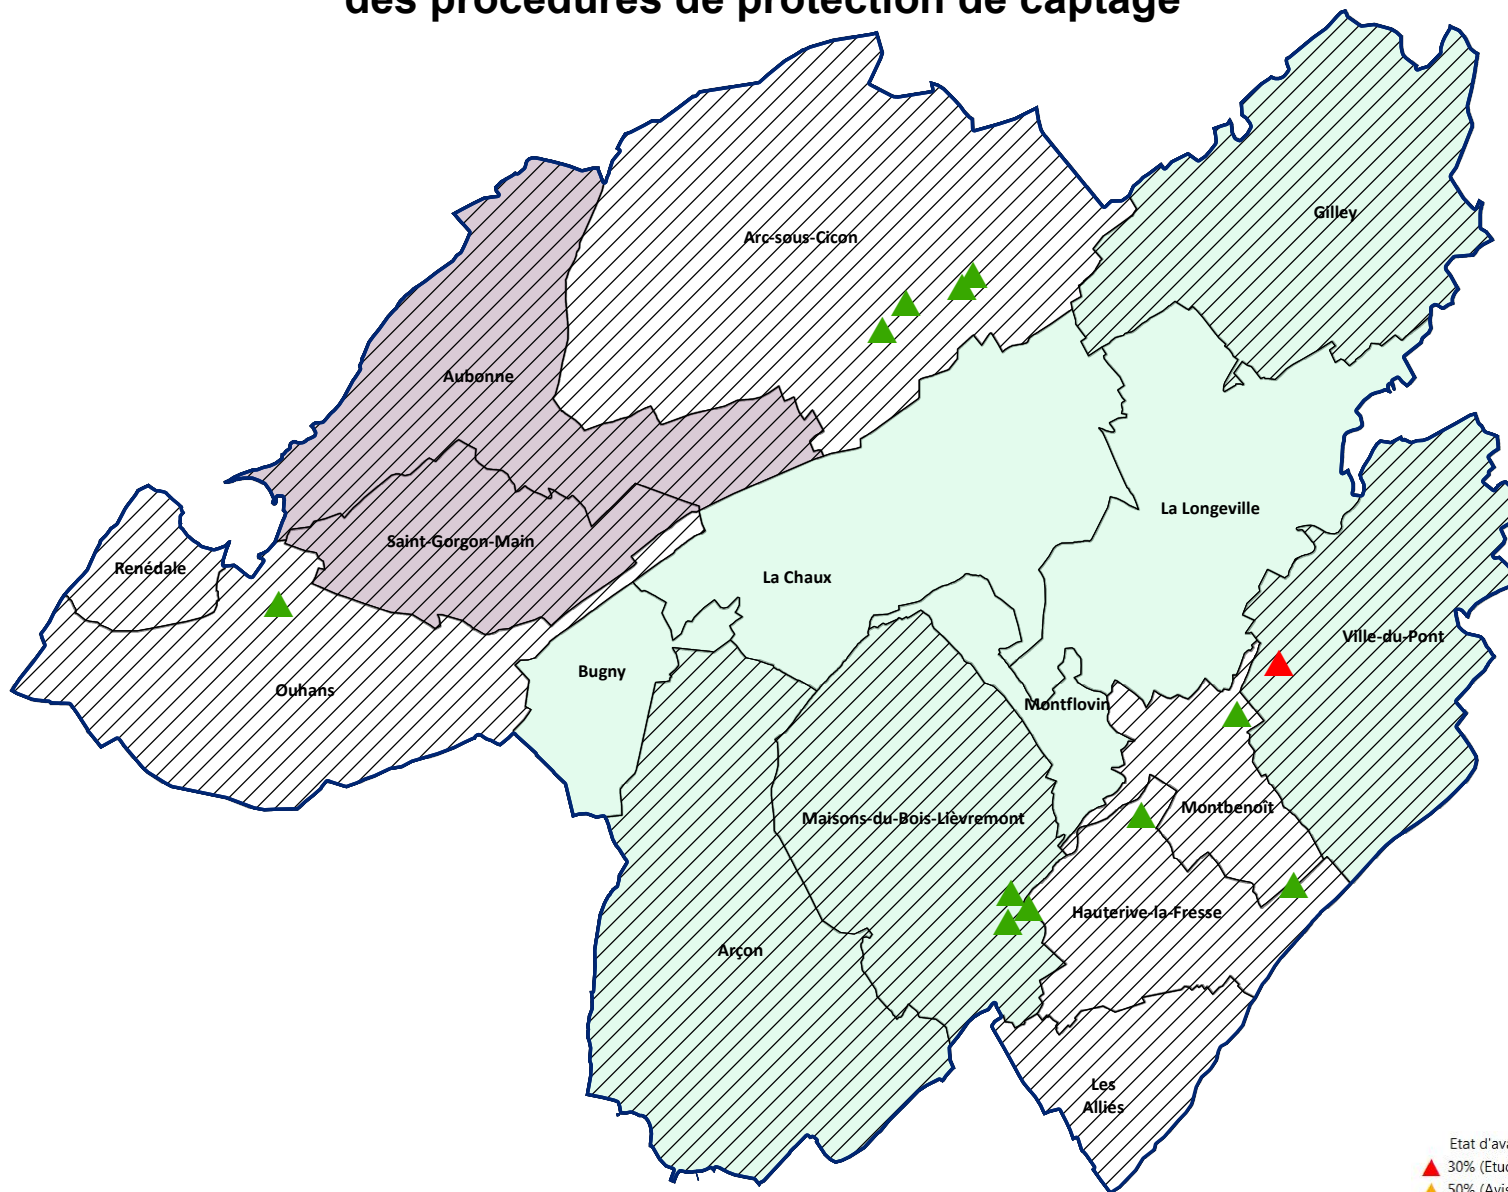 des procédures de protection de captage
Gilley
Arc-sous-Cicon
Aubonne
La Longeville
Saint-Gorgon-Main
Renédale
La Chaux
Ville-du-Pont
Bugny
Ouhans
Montflovin
Montbenoît
Maisons-du-Bois-Lièvremont
Hauterive-la-Fresse
Arçon
Les
Alliés
Etat d'ava
30% (Etud
50% (Avis